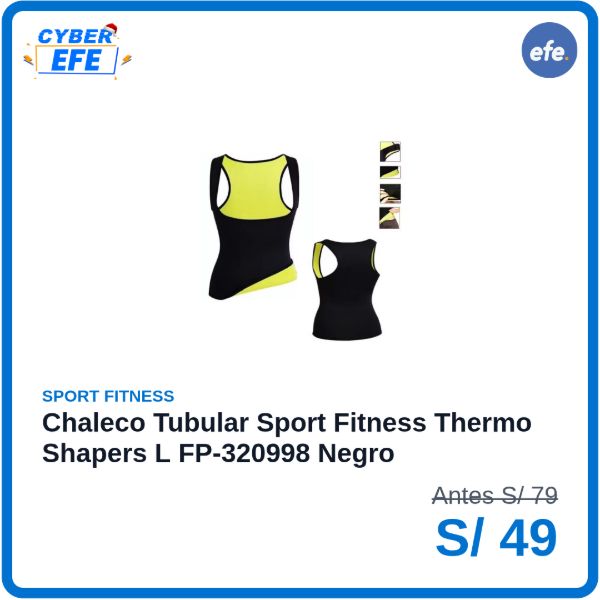 CYBER
EFE
efe.
SPORT FITNESS
Chaleco Tubular Sport Fitness Thermo
Shapers L FP-320998 Negro
Antes S/ 79
S/ 49